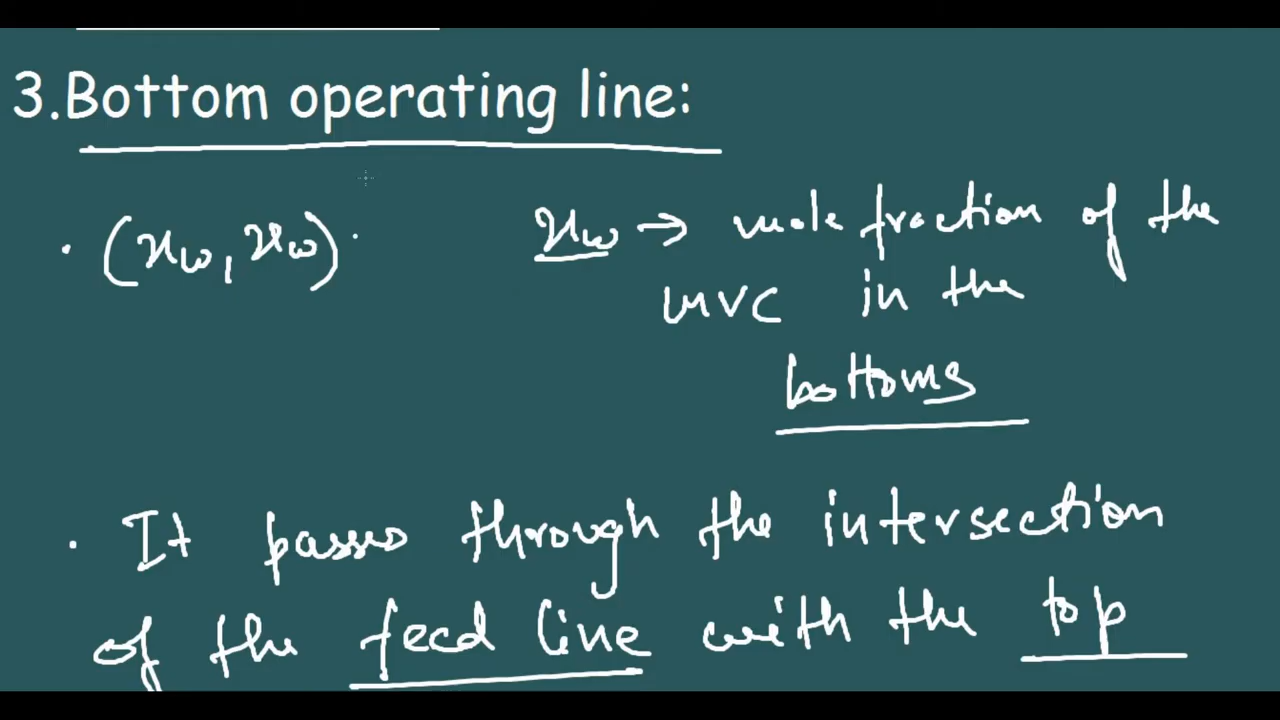 3.Bottom operating line:
· (xw, xw) · xw → mole fraction of the
MVC in the
bottoms
· It passes through the intersection
of the feed line with the top